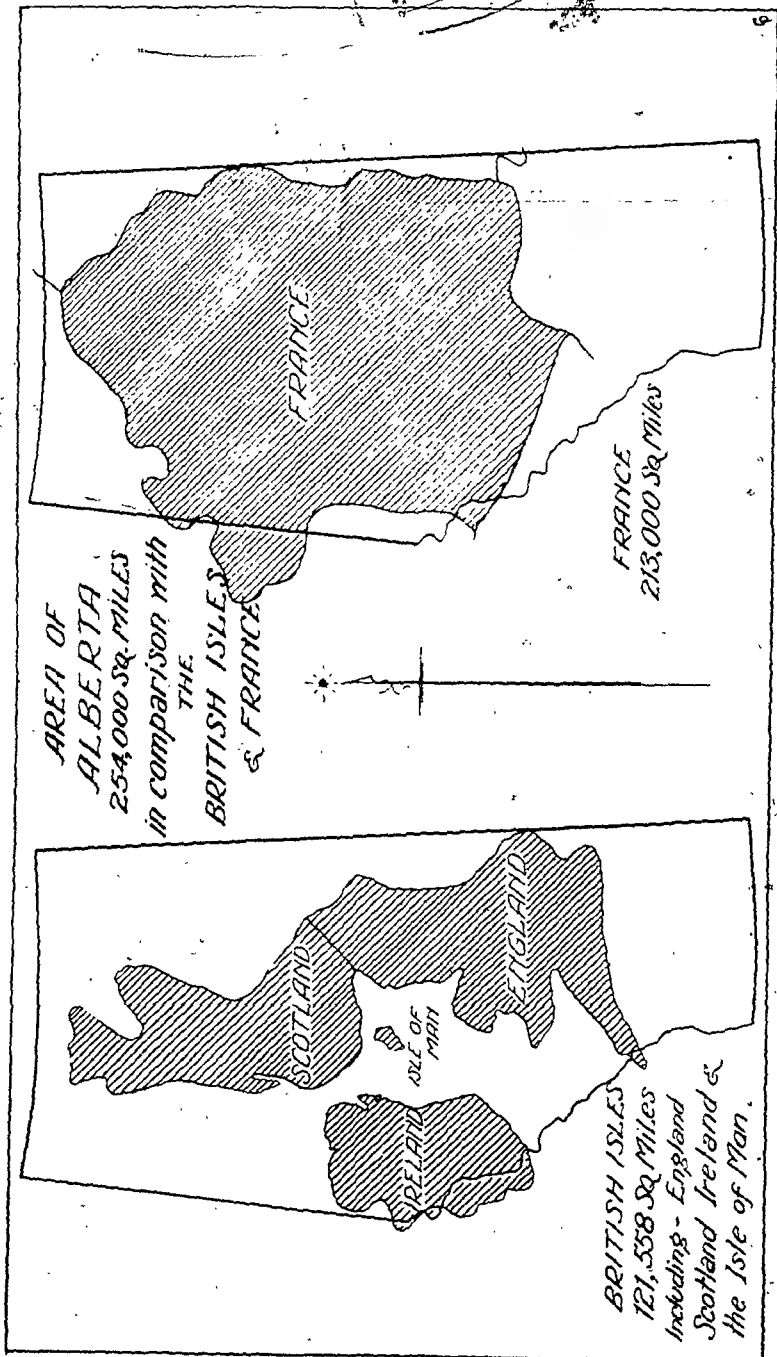 AREA OF
ALBERTA
254,000 Sq. MILES
in comparison with
THE
BRITISH ISLES
& FRANCE
SCOTLAND
ENGLAND
ISLE OF
MAN
IRELAND
BRITISH ISLES
121,558 Sq Miles
Including - England
Scotland Ireland &
the Isle of Man.
FRANCE
FRANCE
213,000 Sq Miles